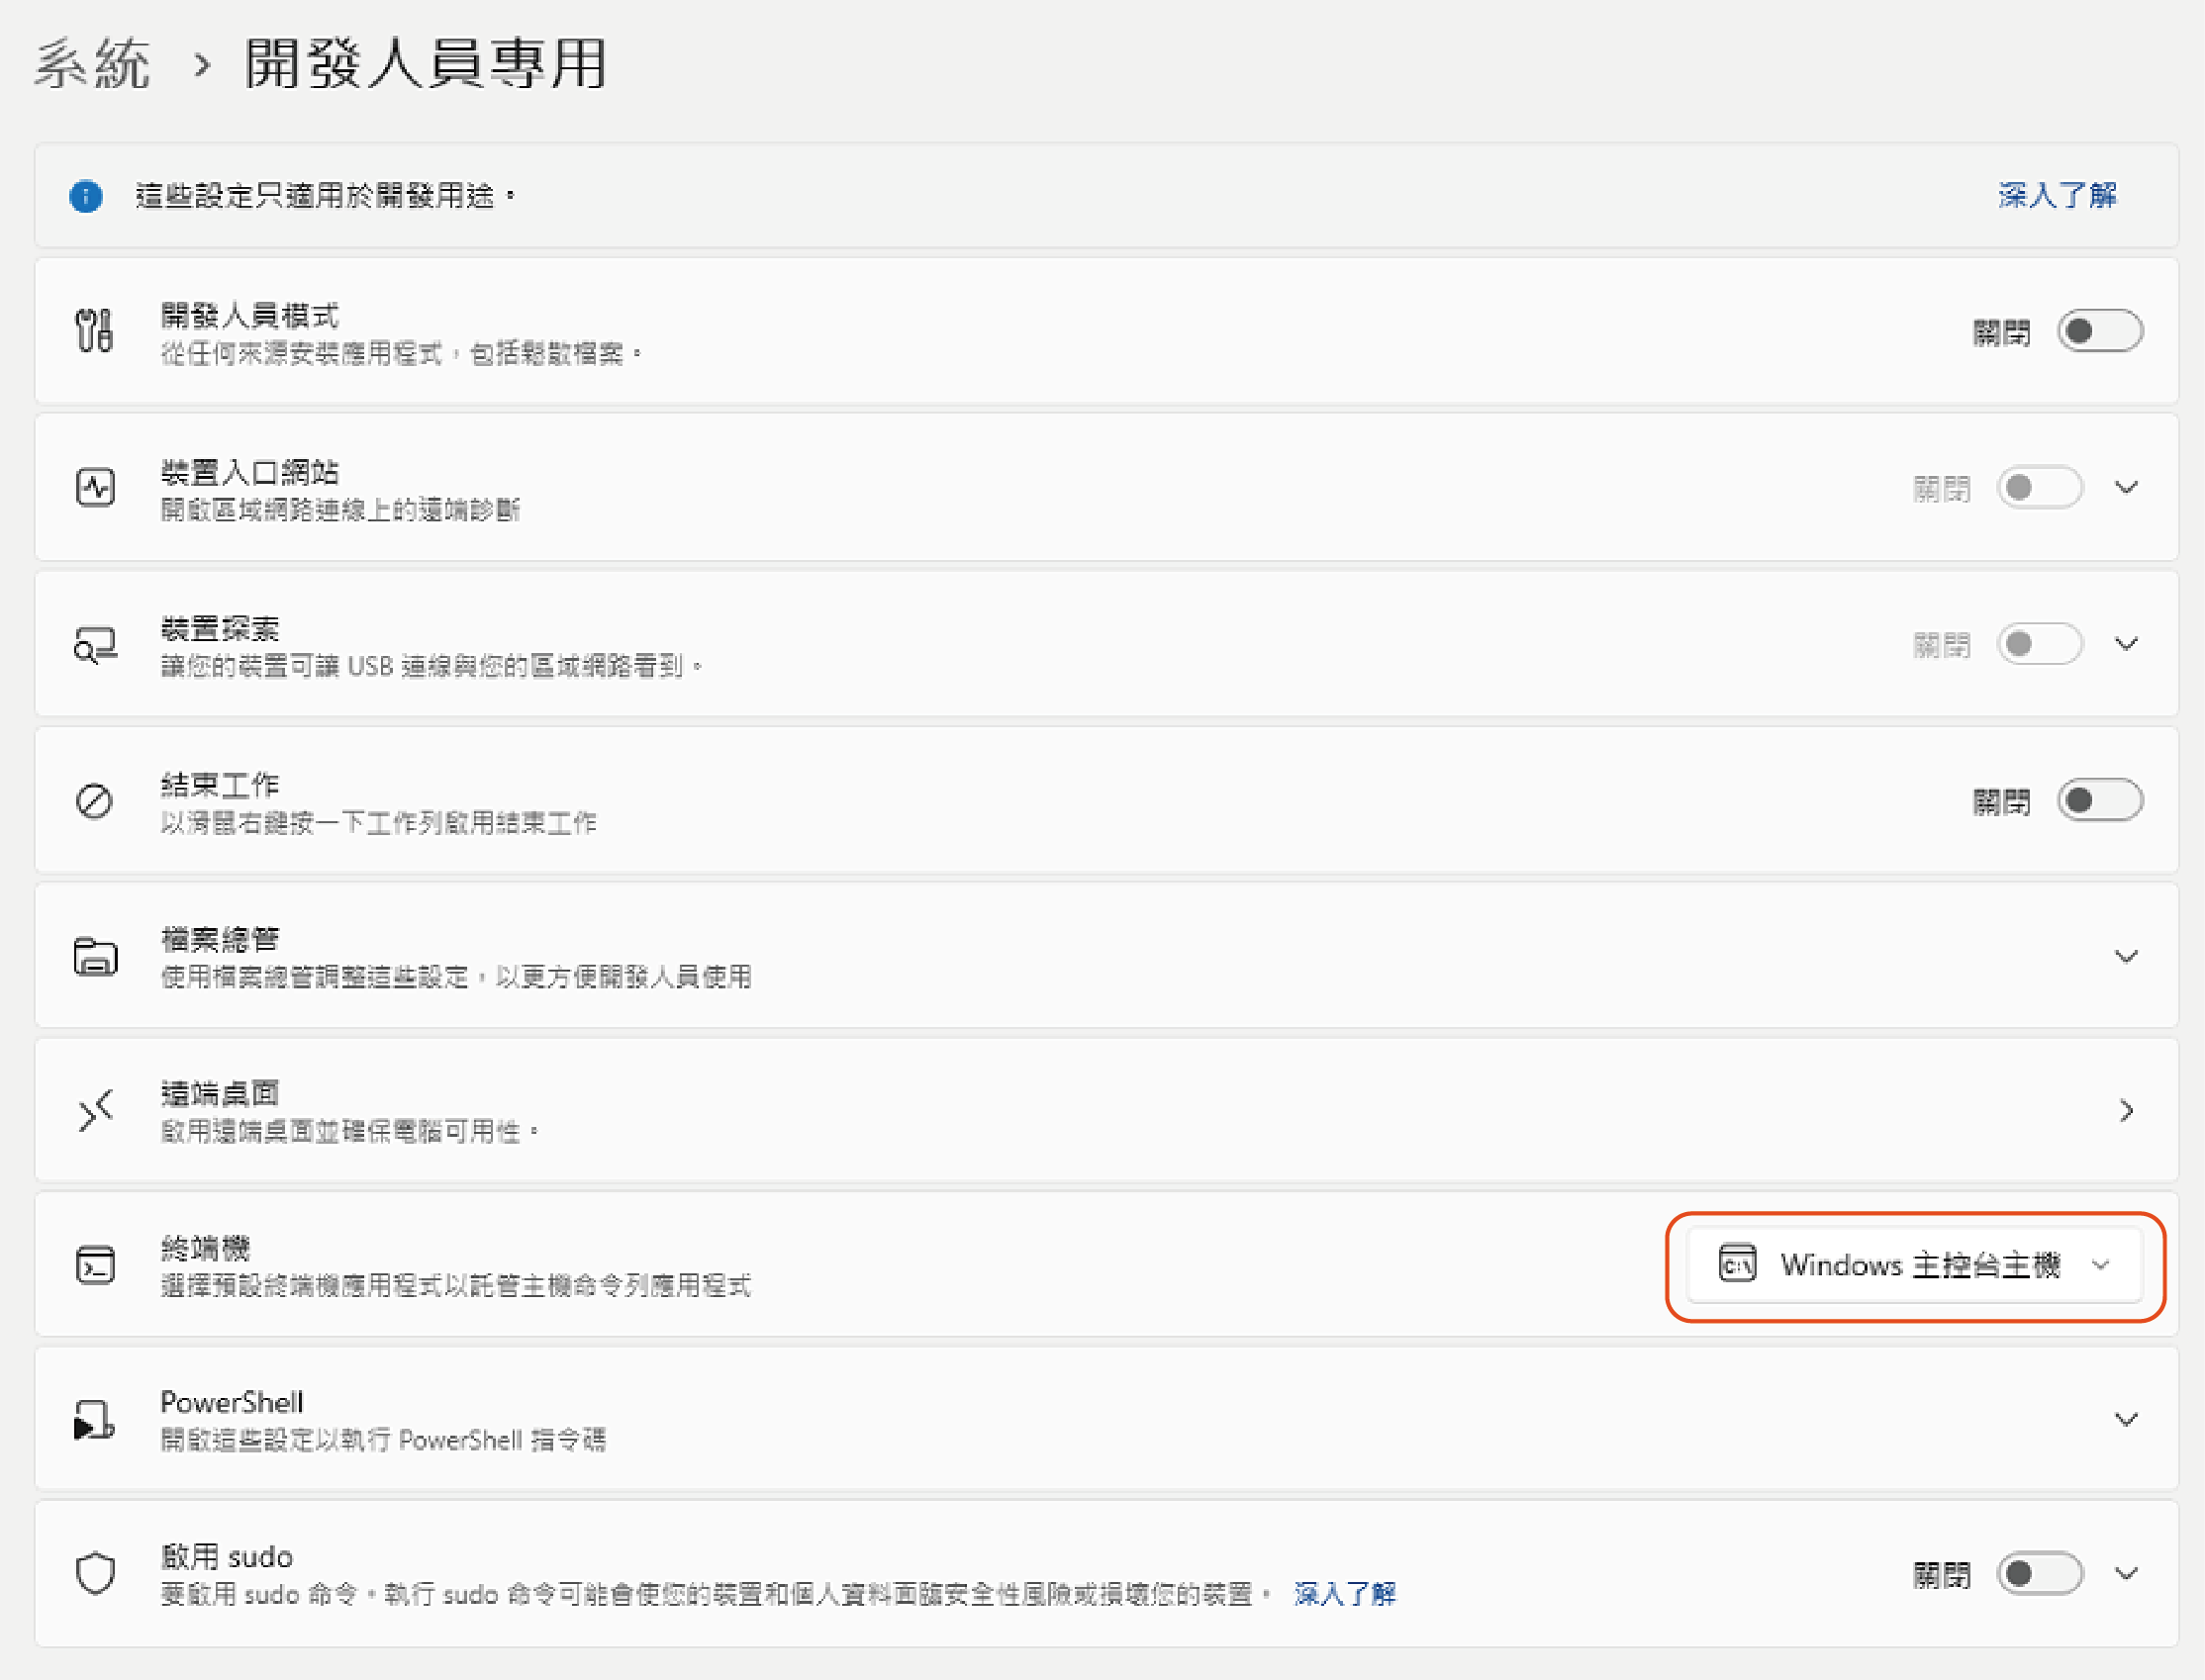 系統 › 開發人員專用
這些設定只適用於開發用途。
深入了解
開發人員模式
從任何來源安裝應用程式，包括鬆散檔案。
關閉
裝置入口網站
開啟區域網路連線上的遠端診斷
關閉
裝置探索
讓您的裝置可讓 USB 連線與您的區域網路看到。
關閉
結束工作
以滑鼠右鍵按一下工作列啟用結束工作
關閉
檔案總管
使用檔案總管調整這些設定，以更方便開發人員使用
遠端桌面
啟用遠端桌面並確保電腦可用性。
終端機
選擇預設終端機應用程式以託管主機命令列應用程式
C:\ Windows 主控台主機
PowerShell
開啟這些設定以執行 PowerShell 指令碼
啟用 sudo
要啟用 sudo 命令。執行 sudo 命令可能會使您的裝置和個人資料面臨安全性風險或損壞您的裝置。 深入了解
關閉